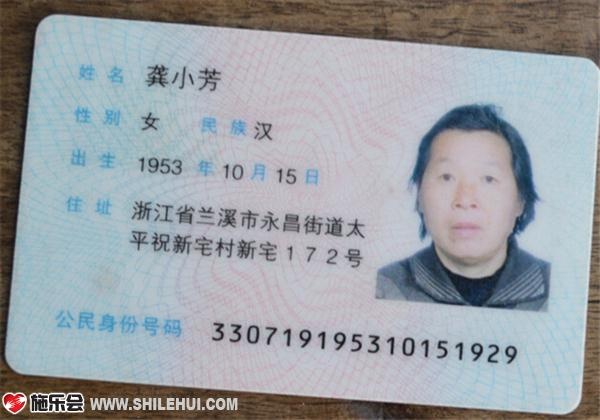 姓名 龚小芳
性别 女 民族 汉
出生 1953 年 10 月 15 日
住址 浙江省兰溪市永昌街道太
平祝新宅村新宅172号
公民身份号码 330719195310151929
施乐会 WWW.SHILEHUI.COM